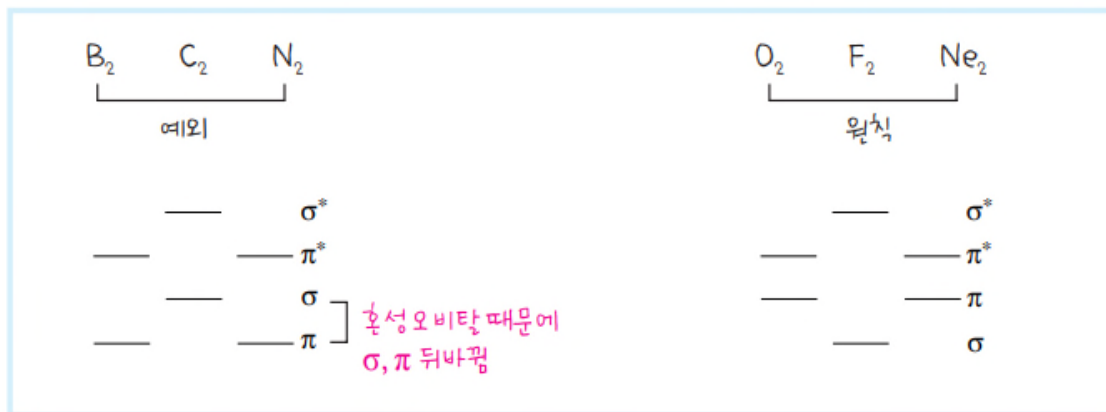 B₂ C₂ N₂
예외
σ*
π*
σ
π
혼성오비탈 때문에
σ, π 뒤바뀜
O₂ F₂ Ne₂
원칙
σ*
π*
π
σ